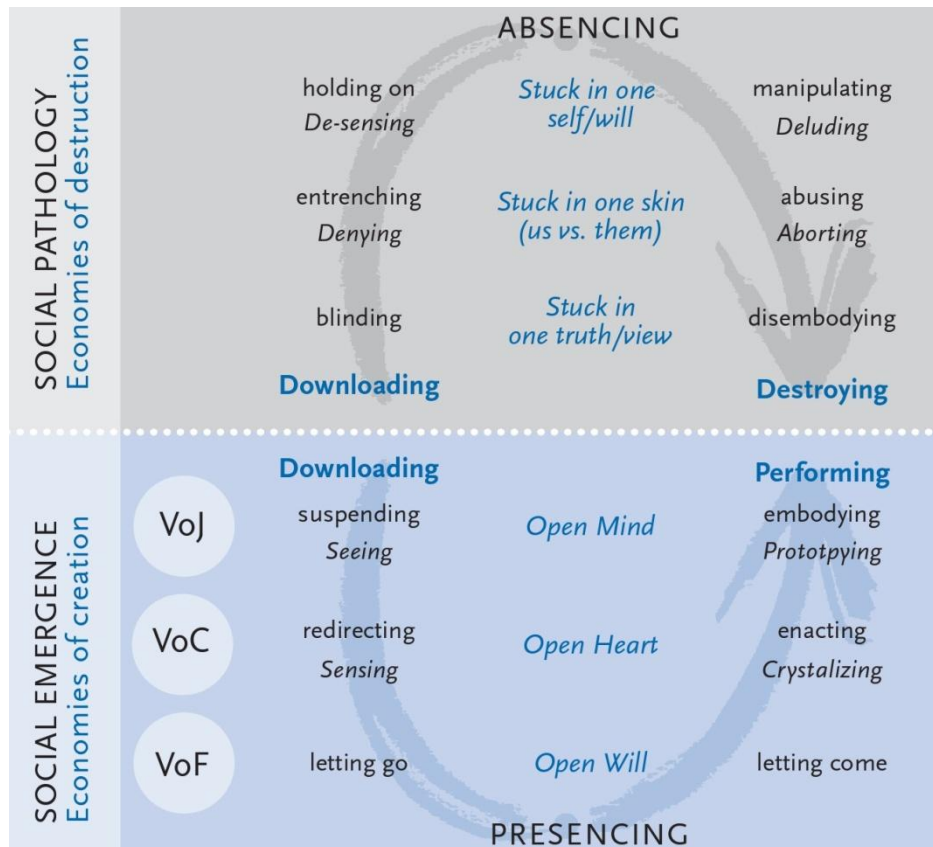 SOCIAL PATHOLOGY
Economies of destruction
ABSENCING
holding on
De-sensing
Stuck in one
self/will
manipulating
Deluding
entrenching
Denying
Stuck in one skin
(us vs. them)
abusing
Aborting
blinding
Stuck in
one truth/view
disembodying
Downloading
Destroying
SOCIAL EMERGENCE
Economies of creation
Downloading
Performing
VoJ
suspending
Seeing
Open Mind
embodying
Prototpying
VoC
redirecting
Sensing
Open Heart
enacting
Crystalizing
VoF
letting go
Open Will
letting come
PRESENCING